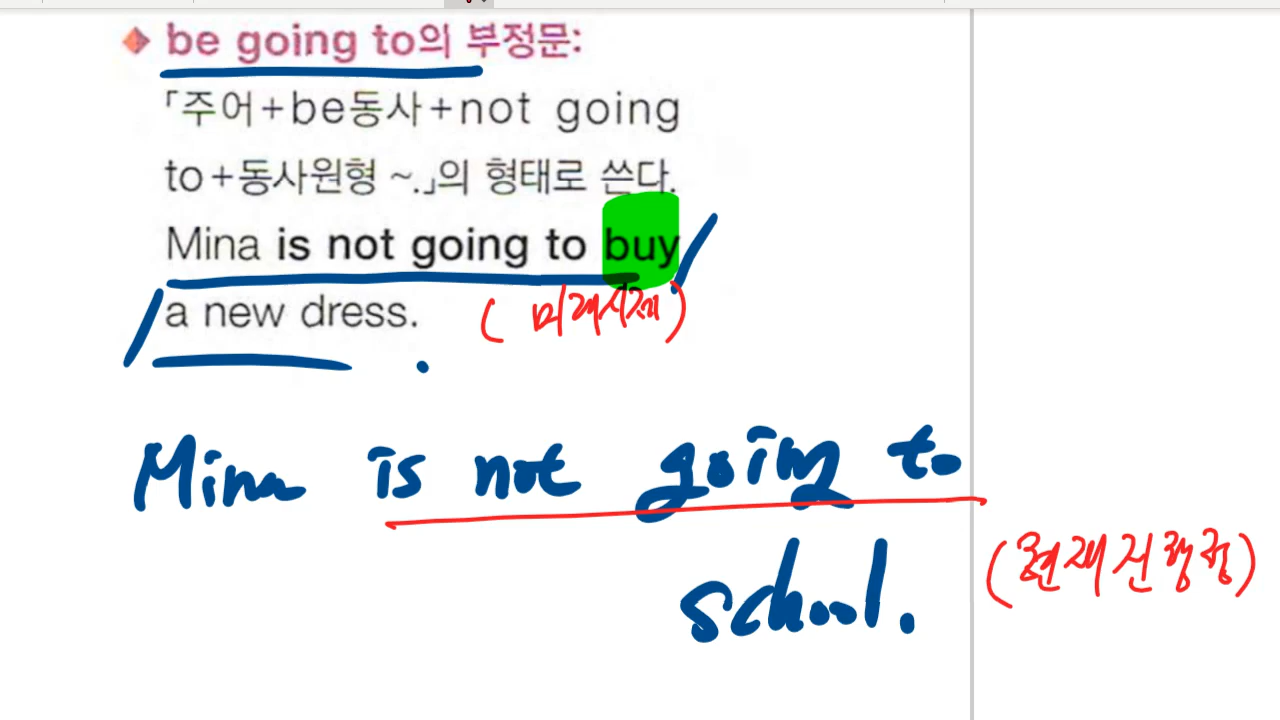 be going to의 부정문:
「주어+be동사+not going
to+동사원형 ~.」의 형태로 쓴다.
Mina is not going to buy
a new dress. (미래시제)
Mina is not going to
school.
(현재진행형)